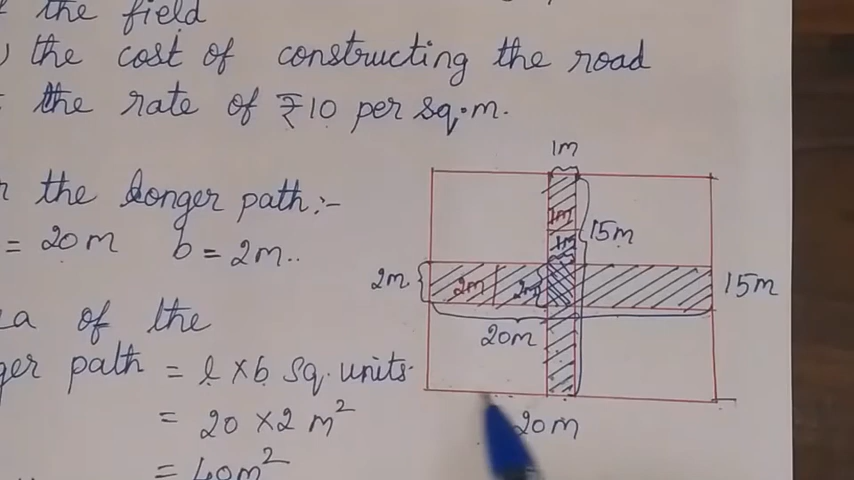 the field
the cost of constructing the road
the rate of ₹10 per sq.m.
the longer path:-
= 20m b = 2m..
of the
path = l × b sq. units.
= 20 × 2 m²
= 40m²
1m
1m
1m
15m
2m
2m
2m
15m
20m
20m